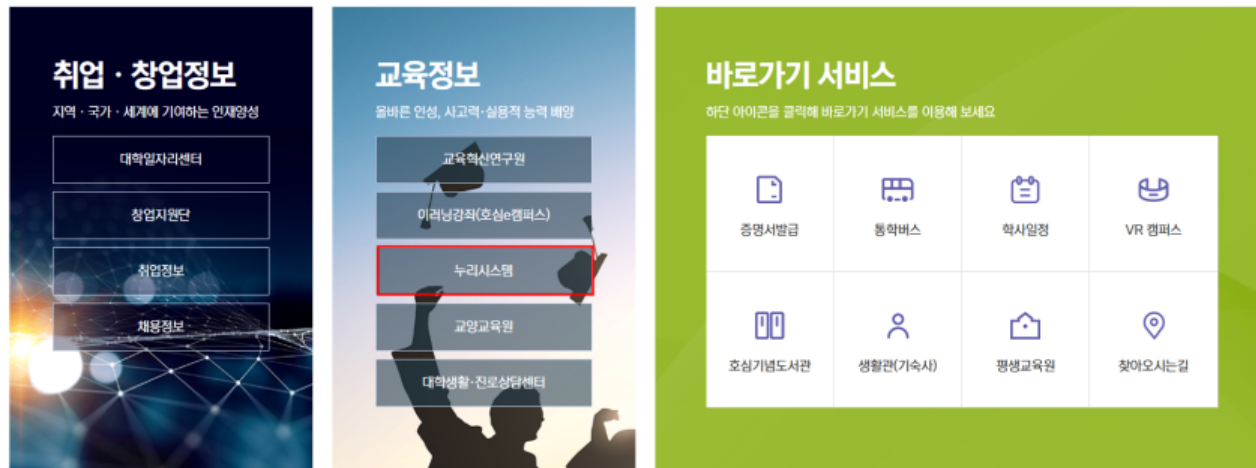 취업 · 창업정보
지역 · 국가 · 세계에 기여하는 인재양성
대학일자리센터
창업지원단
취업정보
채용정보
교육정보
올바른 인성, 사고력·실용적 능력 배양
교육혁신연구원
이러닝강좌(호심e캠퍼스)
누리시스템
교양교육원
대학생활·진로상담센터
바로가기 서비스
하단 아이콘을 클릭해 바로가기 서비스를 이용해 보세요
증명서발급
통학버스
학사일정
VR 캠퍼스
호심기념도서관
생활관(기숙사)
평생교육원
찾아오시는길